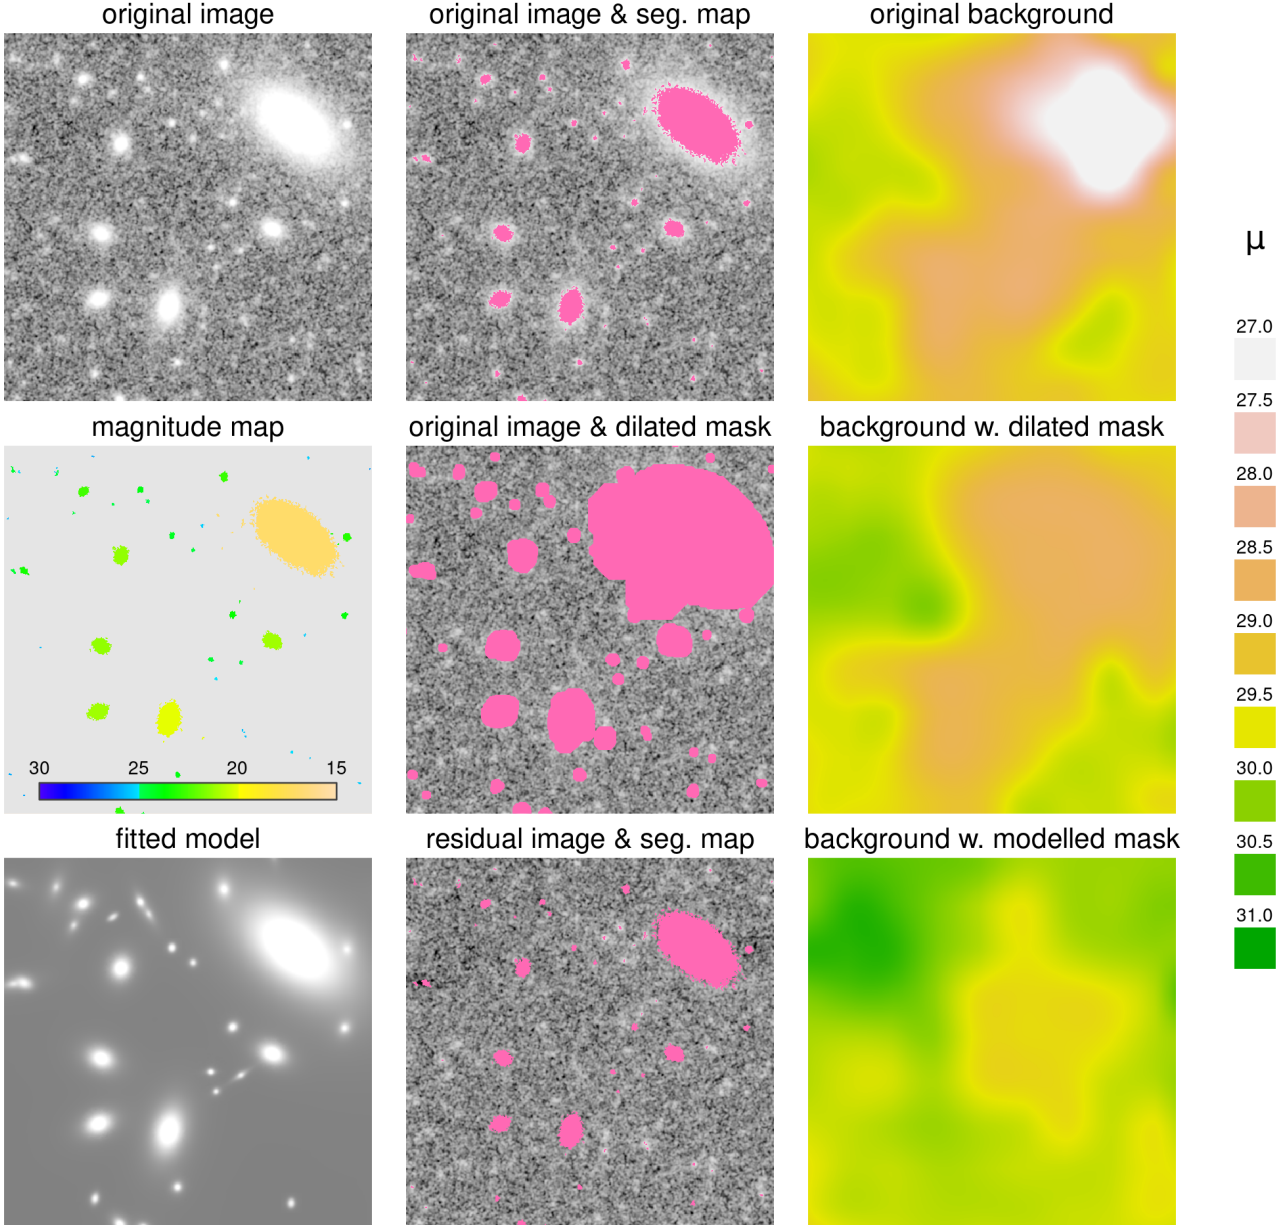 original image
original image & seg. map
original background
μ
27.0
27.5
28.0
28.5
29.0
29.5
30.0
30.5
31.0
magnitude map
original image & dilated mask
background w. dilated mask
30 25 20 15
fitted model
residual image & seg. map
background w. modelled mask